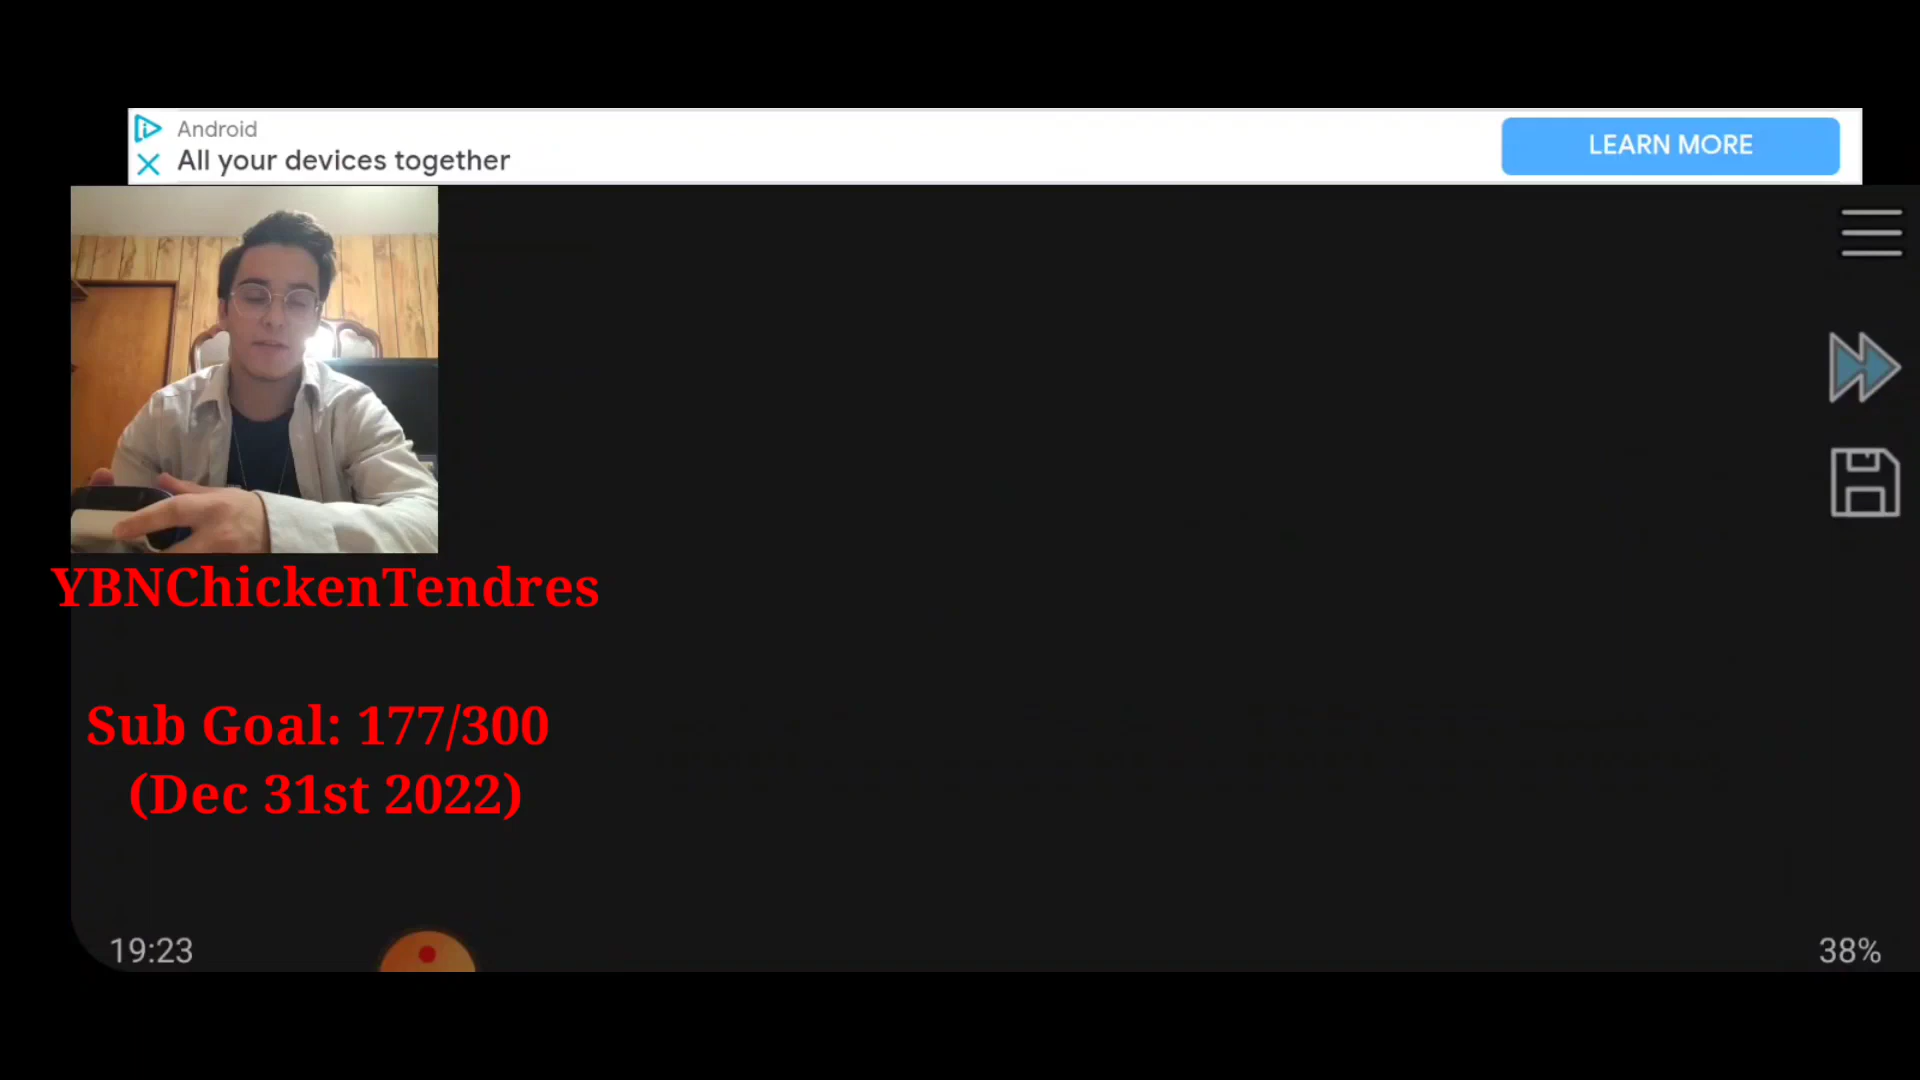 Android
All your devices together
LEARN MORE
YBNChickenTendres
Sub Goal: 177/300
(Dec 31st 2022)
19:23
38%